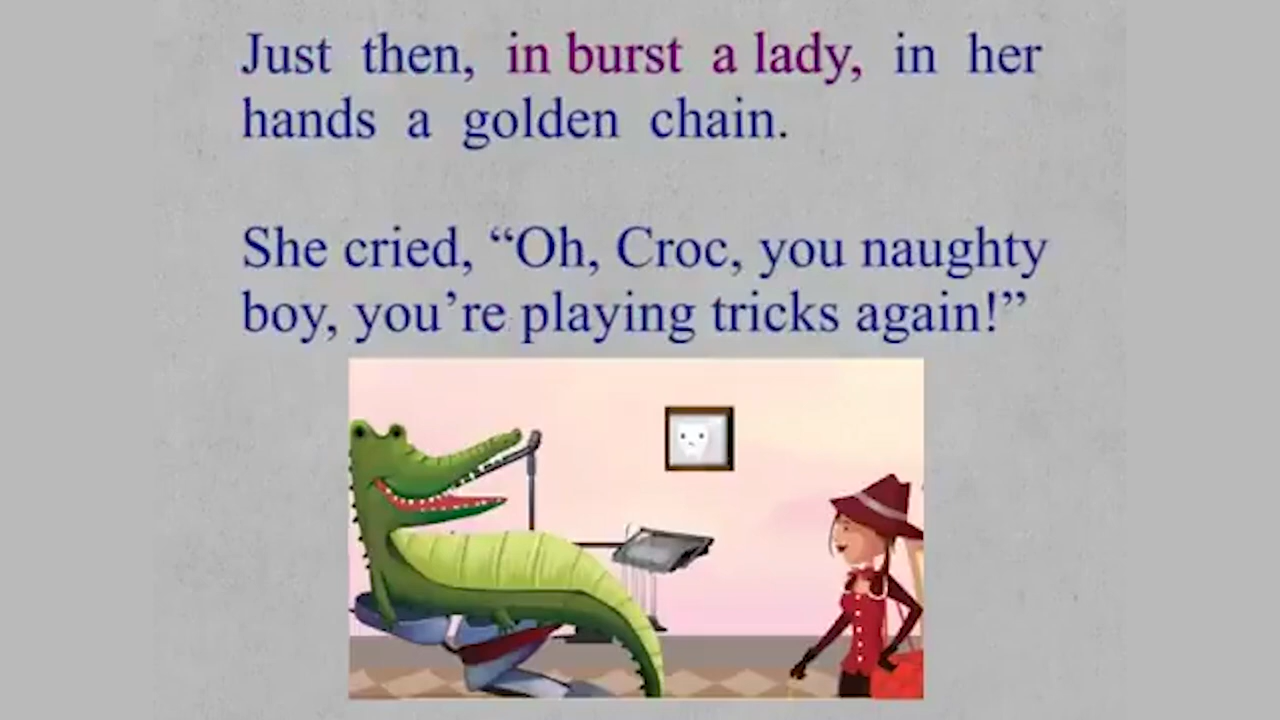 Just then, in burst a lady, in her
hands a golden chain.
She cried, “Oh, Croc, you naughty
boy, you’re playing tricks again!”